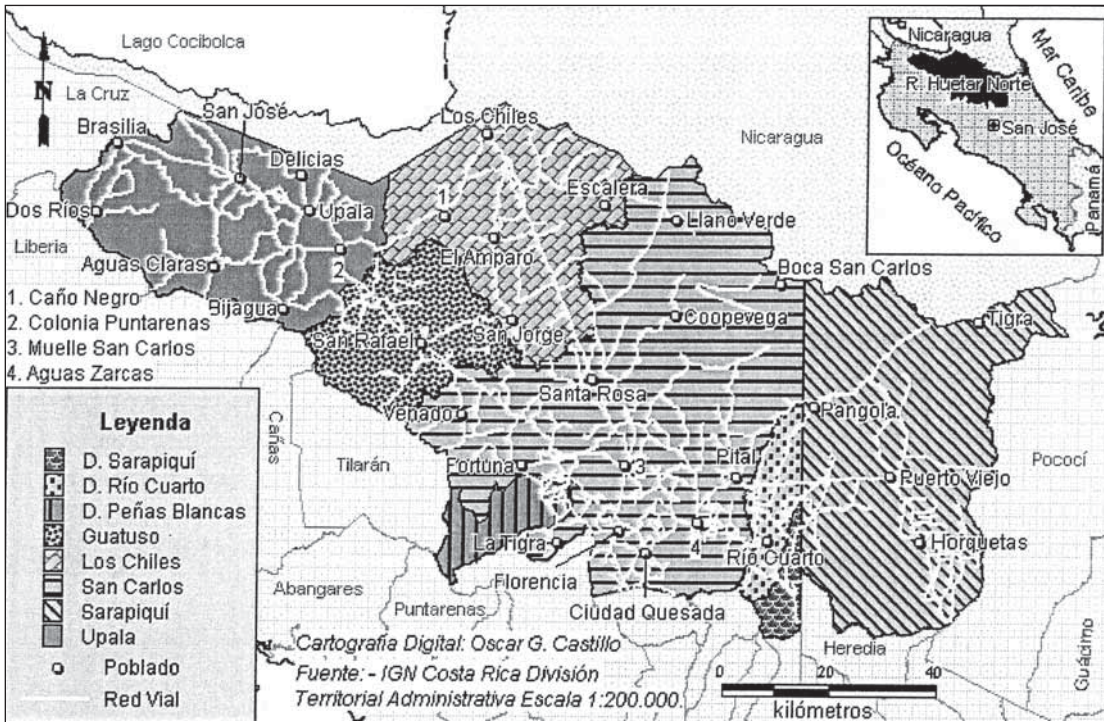 Lago Cocibolca
N
La Cruz
San José
Brasilia
Los Chiles
Nicaragua
Delicias
Escalera
Dos Ríos
Upala
1
Llano Verde
Liberia
Aguas Claras
2
El Amparo
Boca San Carlos
Bijagua
Coopevega
Tigra
San Rafael
San Jorge
1. Caño Negro
2. Colonia Puntarenas
3. Muelle San Carlos
4. Aguas Zarcas
Santa Rosa
Venado
Pangola
Cañas
Tilarán
Fortuna
3
Pital
Puerto Viejo
Pococí
La Tigra
4
Río Cuarto
Horquetas
Florencia
Abangares
Puntarenas
Ciudad Quesada
Heredia
Guácimo
Leyenda
D. Sarapiquí
D. Río Cuarto
D. Peñas Blancas
Guatuso
Los Chiles
San Carlos
Sarapiquí
Upala
Poblado
Red Vial
Cartografía Digital: Oscar G. Castillo
Fuente: - IGN Costa Rica División
Territorial Administrativa Escala 1:200.000.
0 20 40
kilómetros
Nicaragua
Mar Caribe
R. Huetar Norte
San José
Océano Pacífico
Panamá